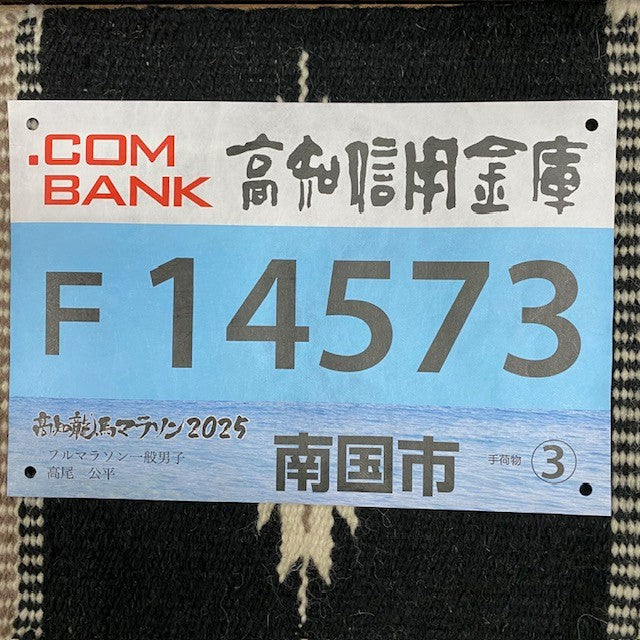 .COM
BANK
高知信用金庫
F 14573
高知龍馬マラソン2025
フルマラソン一般男子
高尾 公平
南国市
手荷物 ③